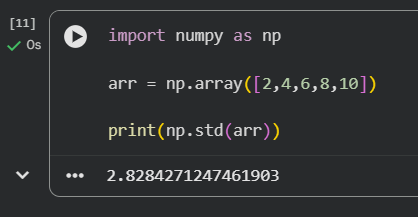 [11]
0s
import numpy as np
arr = np.array([2,4,6,8,10])
print(np.std(arr))
2.8284271247461903